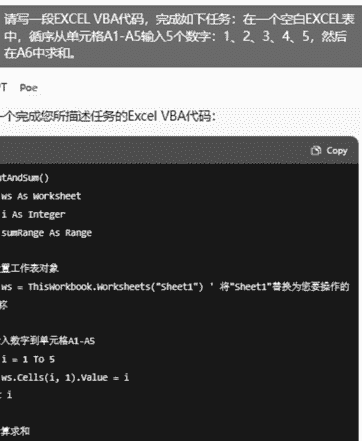 请写一段EXCEL VBA代码，完成如下任务：在一个空白EXCEL表
中，循序从单元格A1-A5输入5个数字：1、2、3、4、5，然后
在A6中求和。
T Poe
一个完成您所描述任务的Excel VBA代码：
Copy
utAndSum()
ws As Worksheet
i As Integer
sumRange As Range
置工作表对象
ws = ThisWorkbook.Worksheets("Sheet1") ' 将"Sheet1"替换为您要操作的
称
入数字到单元格A1-A5
i = 1 To 5
ws.Cells(i, 1).Value = i
t i
算求和